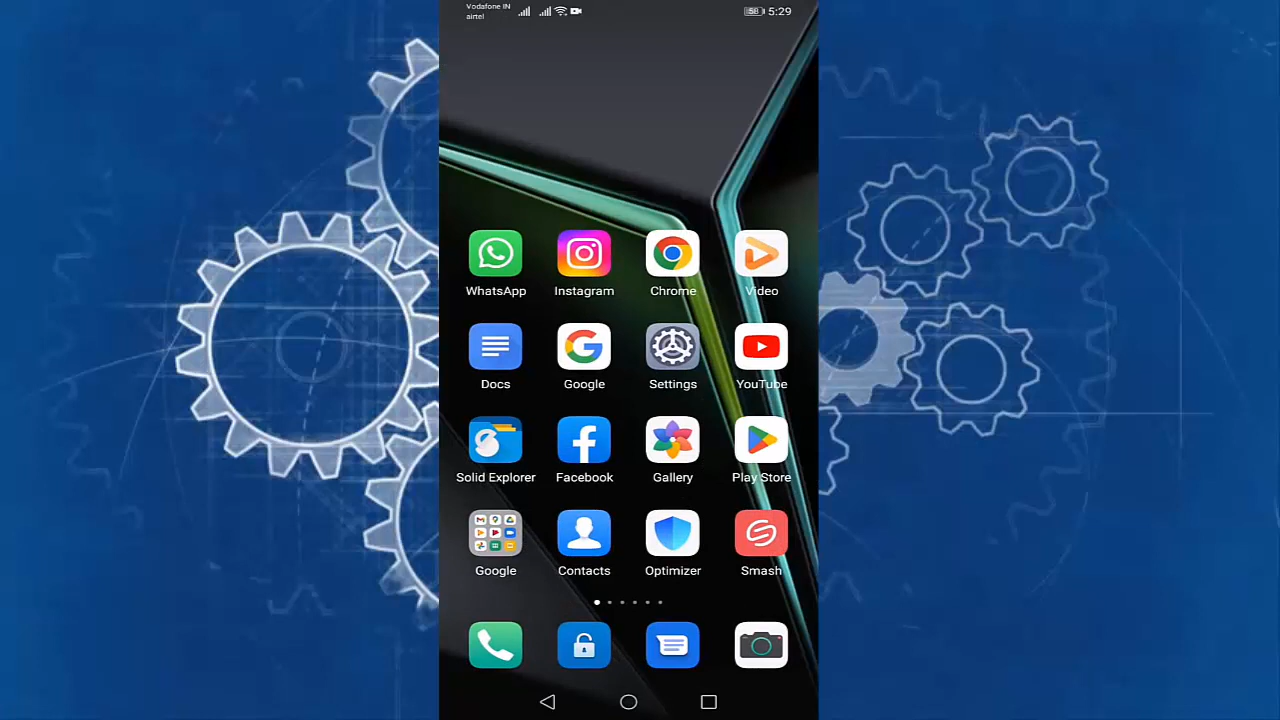 Vodafone IN
airtel
58 5:29
WhatsApp Instagram Chrome Video
Docs Google Settings YouTube
Solid Explorer Facebook Gallery Play Store
Google Contacts Optimizer Smash